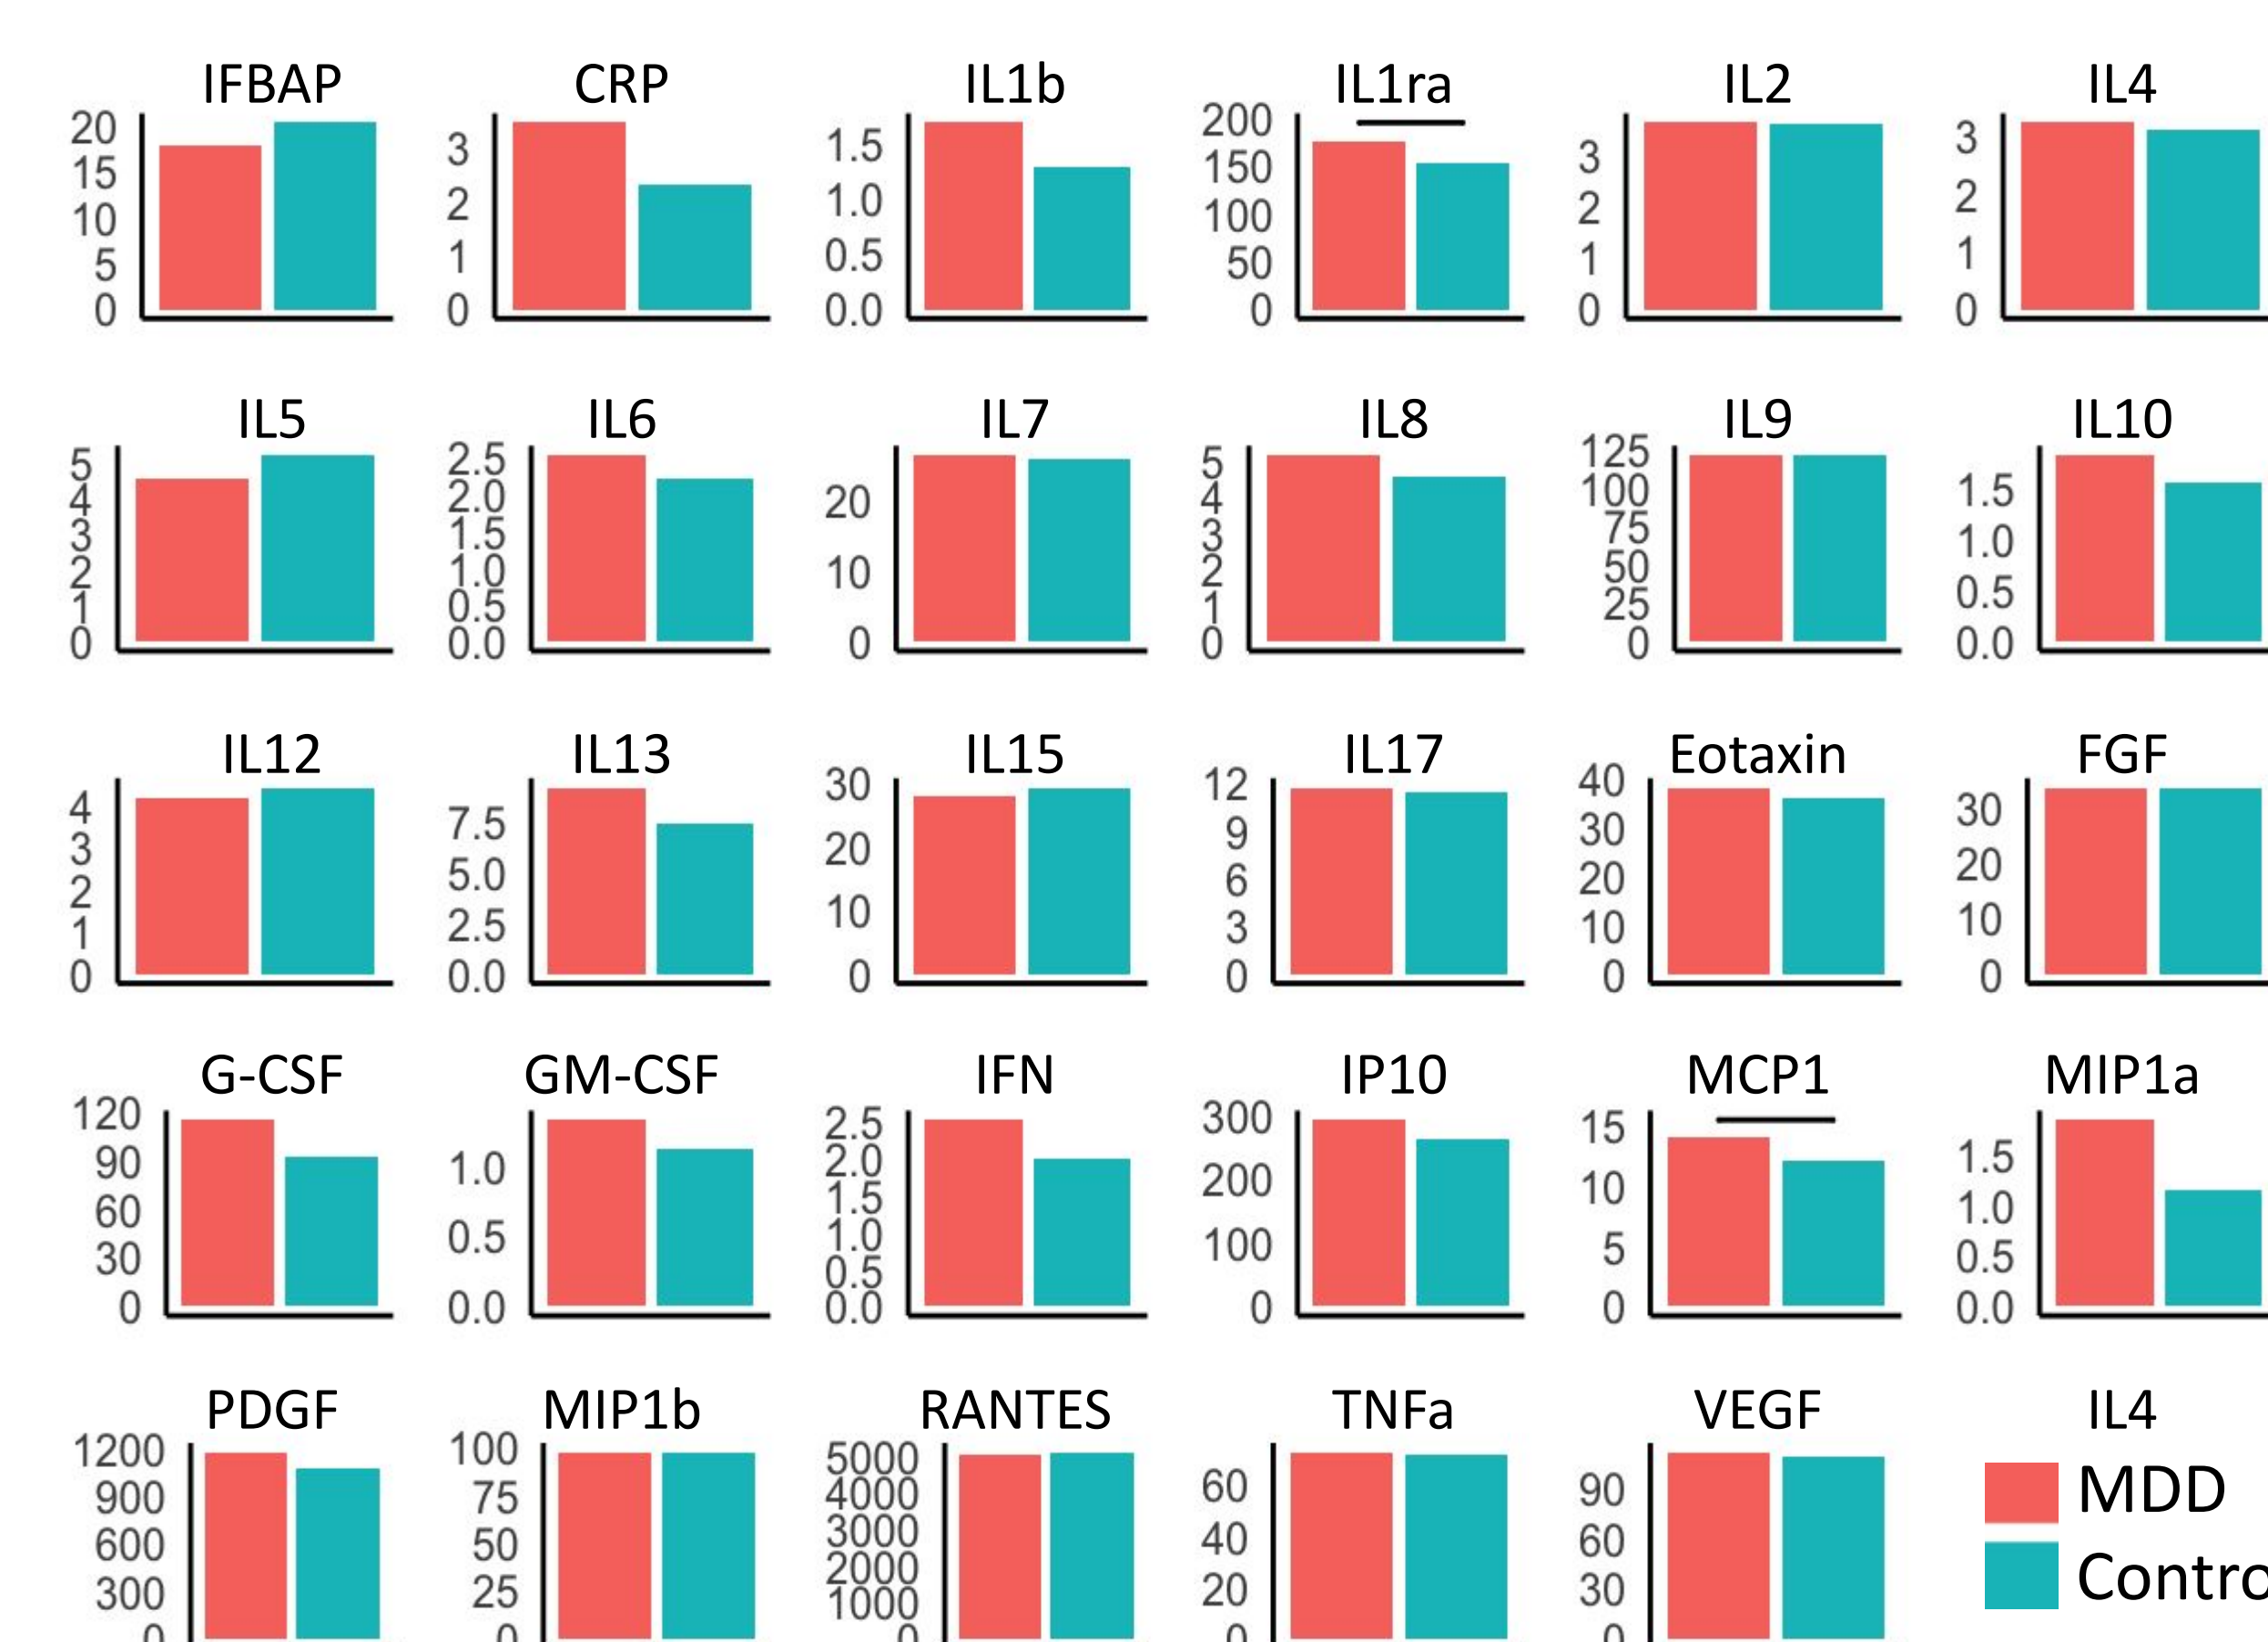 IFBAP CRP IL1b IL1ra IL2 IL4
20 15 10 5 0
3 2 1 0
1.5 1.0 0.5 0.0
200 150 100 50 0
3 2 1 0
3 2 1 0
IL5 IL6 IL7 IL8 IL9 IL10
5 4 3 2 1 0
2.5 2.0 1.5 1.0 0.5 0.0
20 10 0
5 4 3 2 1 0
125 100 75 50 25 0
1.5 1.0 0.5 0.0
IL12 IL13 IL15 IL17 Eotaxin FGF
4 3 2 1 0
7.5 5.0 2.5 0.0
30 20 10 0
12 9 6 3 0
40 30 20 10 0
30 20 10 0
G-CSF GM-CSF IFN IP10 MCP1 MIP1a
120 90 60 30 0
1.0 0.5 0.0
2.5 2.0 1.5 1.0 0.5 0.0
300 200 100 0
15 10 5 0
1.5 1.0 0.5 0.0
PDGF MIP1b RANTES TNFa VEGF IL4
1200 900 600 300 0
100 75 50 25 0
5000 4000 3000 2000 1000 0
60 40 20 0
90 60 30 0
MDD
Contro